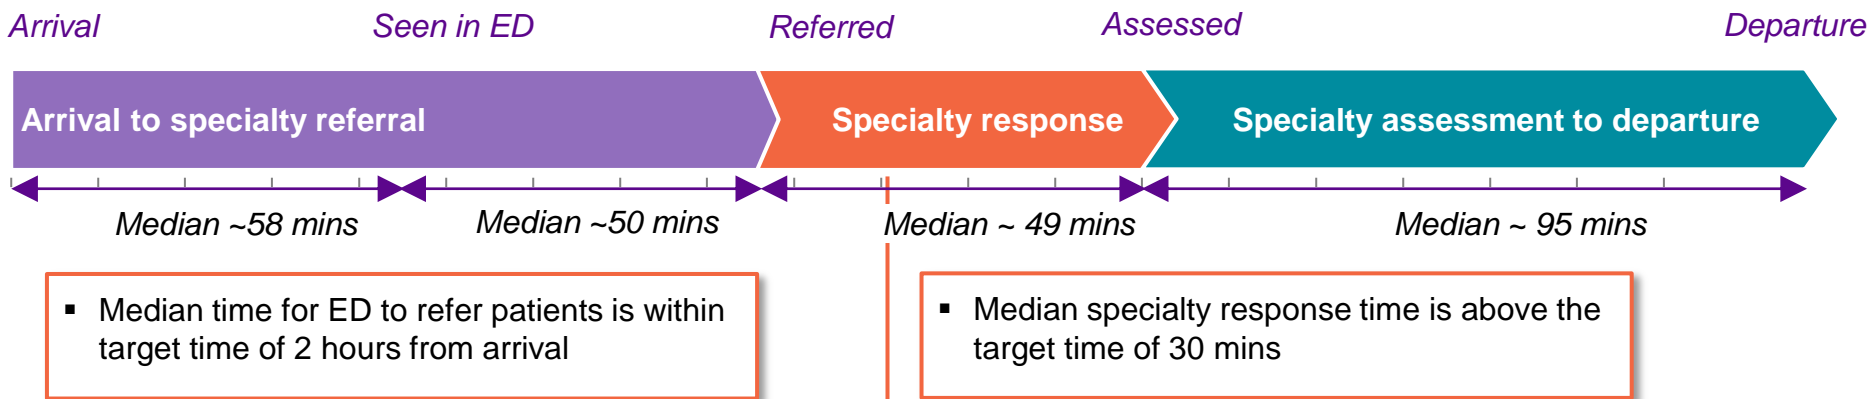 Arrival Seen in ED Referred Assessed Departure
Arrival to specialty referral Specialty response Specialty assessment to departure
Median ~58 mins Median ~50 mins Median ~ 49 mins Median ~ 95 mins
▪ Median time for ED to refer patients is within
target time of 2 hours from arrival
▪ Median specialty response time is above the
target time of 30 mins